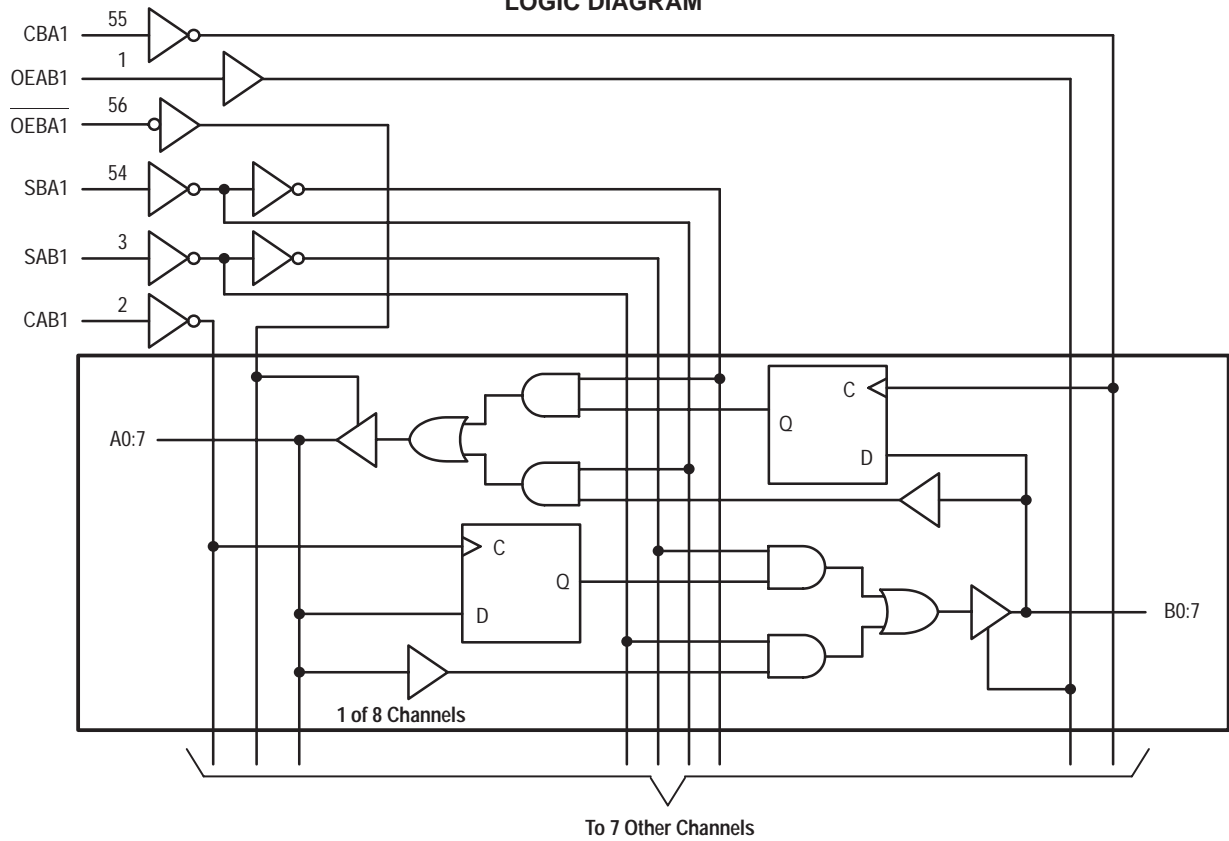 LOGIC DIAGRAM
CBA1 55
OEAB1 1
OEBA1 56
SBA1 54
SAB1 3
CAB1 2
C
Q
D
A0:7
C
Q
D
B0:7
1 of 8 Channels
To 7 Other Channels